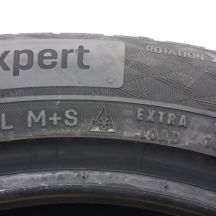 xpert
ROTATION
L M+S EXTRA
LOAD